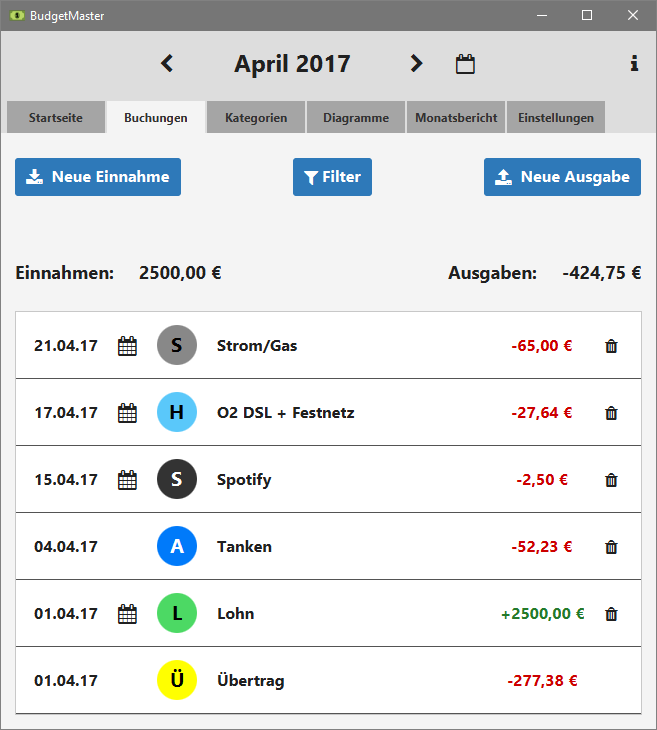 BudgetMaster
April 2017
Startseite Buchungen Kategorien Diagramme Monatsbericht Einstellungen
Neue Einnahme Filter Neue Ausgabe
Einnahmen: 2500,00 € Ausgaben: -424,75 €
21.04.17 S Strom/Gas -65,00 €
17.04.17 H O2 DSL + Festnetz -27,64 €
15.04.17 S Spotify -2,50 €
04.04.17 A Tanken -52,23 €
01.04.17 L Lohn +2500,00 €
01.04.17 Ü Übertrag -277,38 €